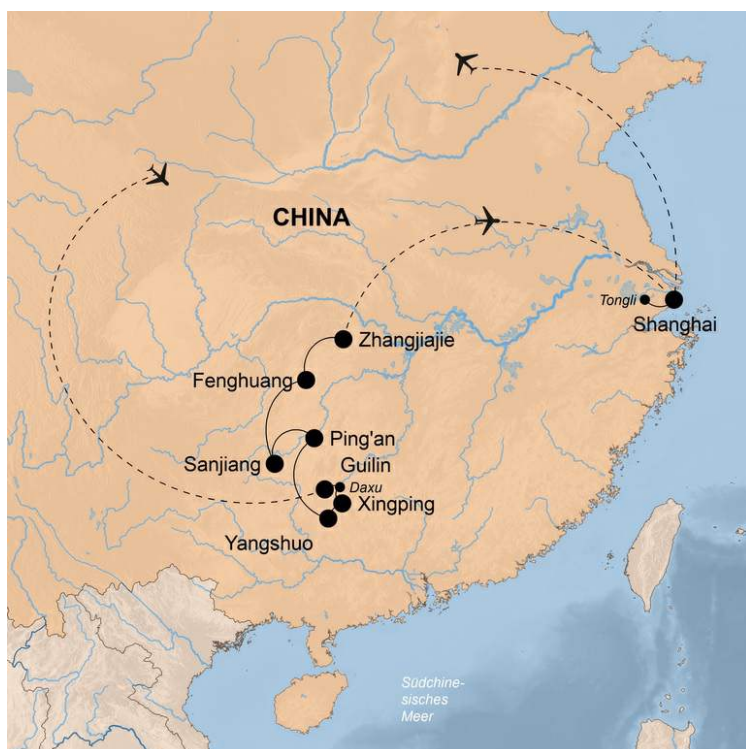 CHINA
Tongli
Shanghai
Zhangjiajie
Fenghuang
Ping'an
Sanjiang
Guilin
Daxu
Xingping
Yangshuo
Südchine-
sisches
Meer